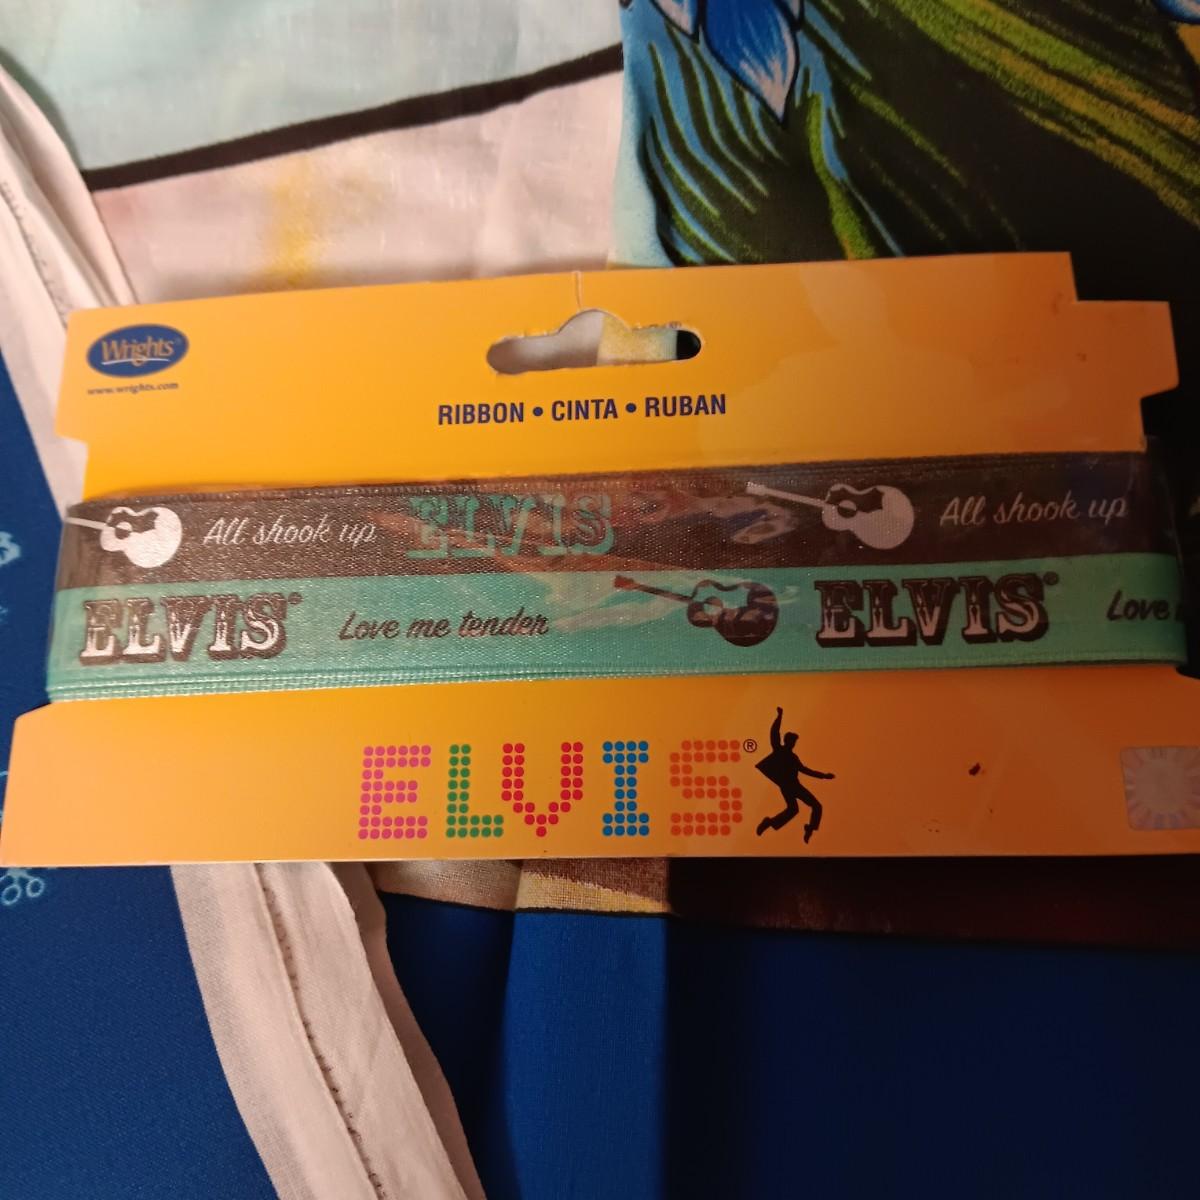 Wrights®
www.wrights.com
RIBBON • CINTA • RUBAN
All shook up ELVIS All shook up
ELVIS® Love me tender ELVIS® Love
ELVIS®